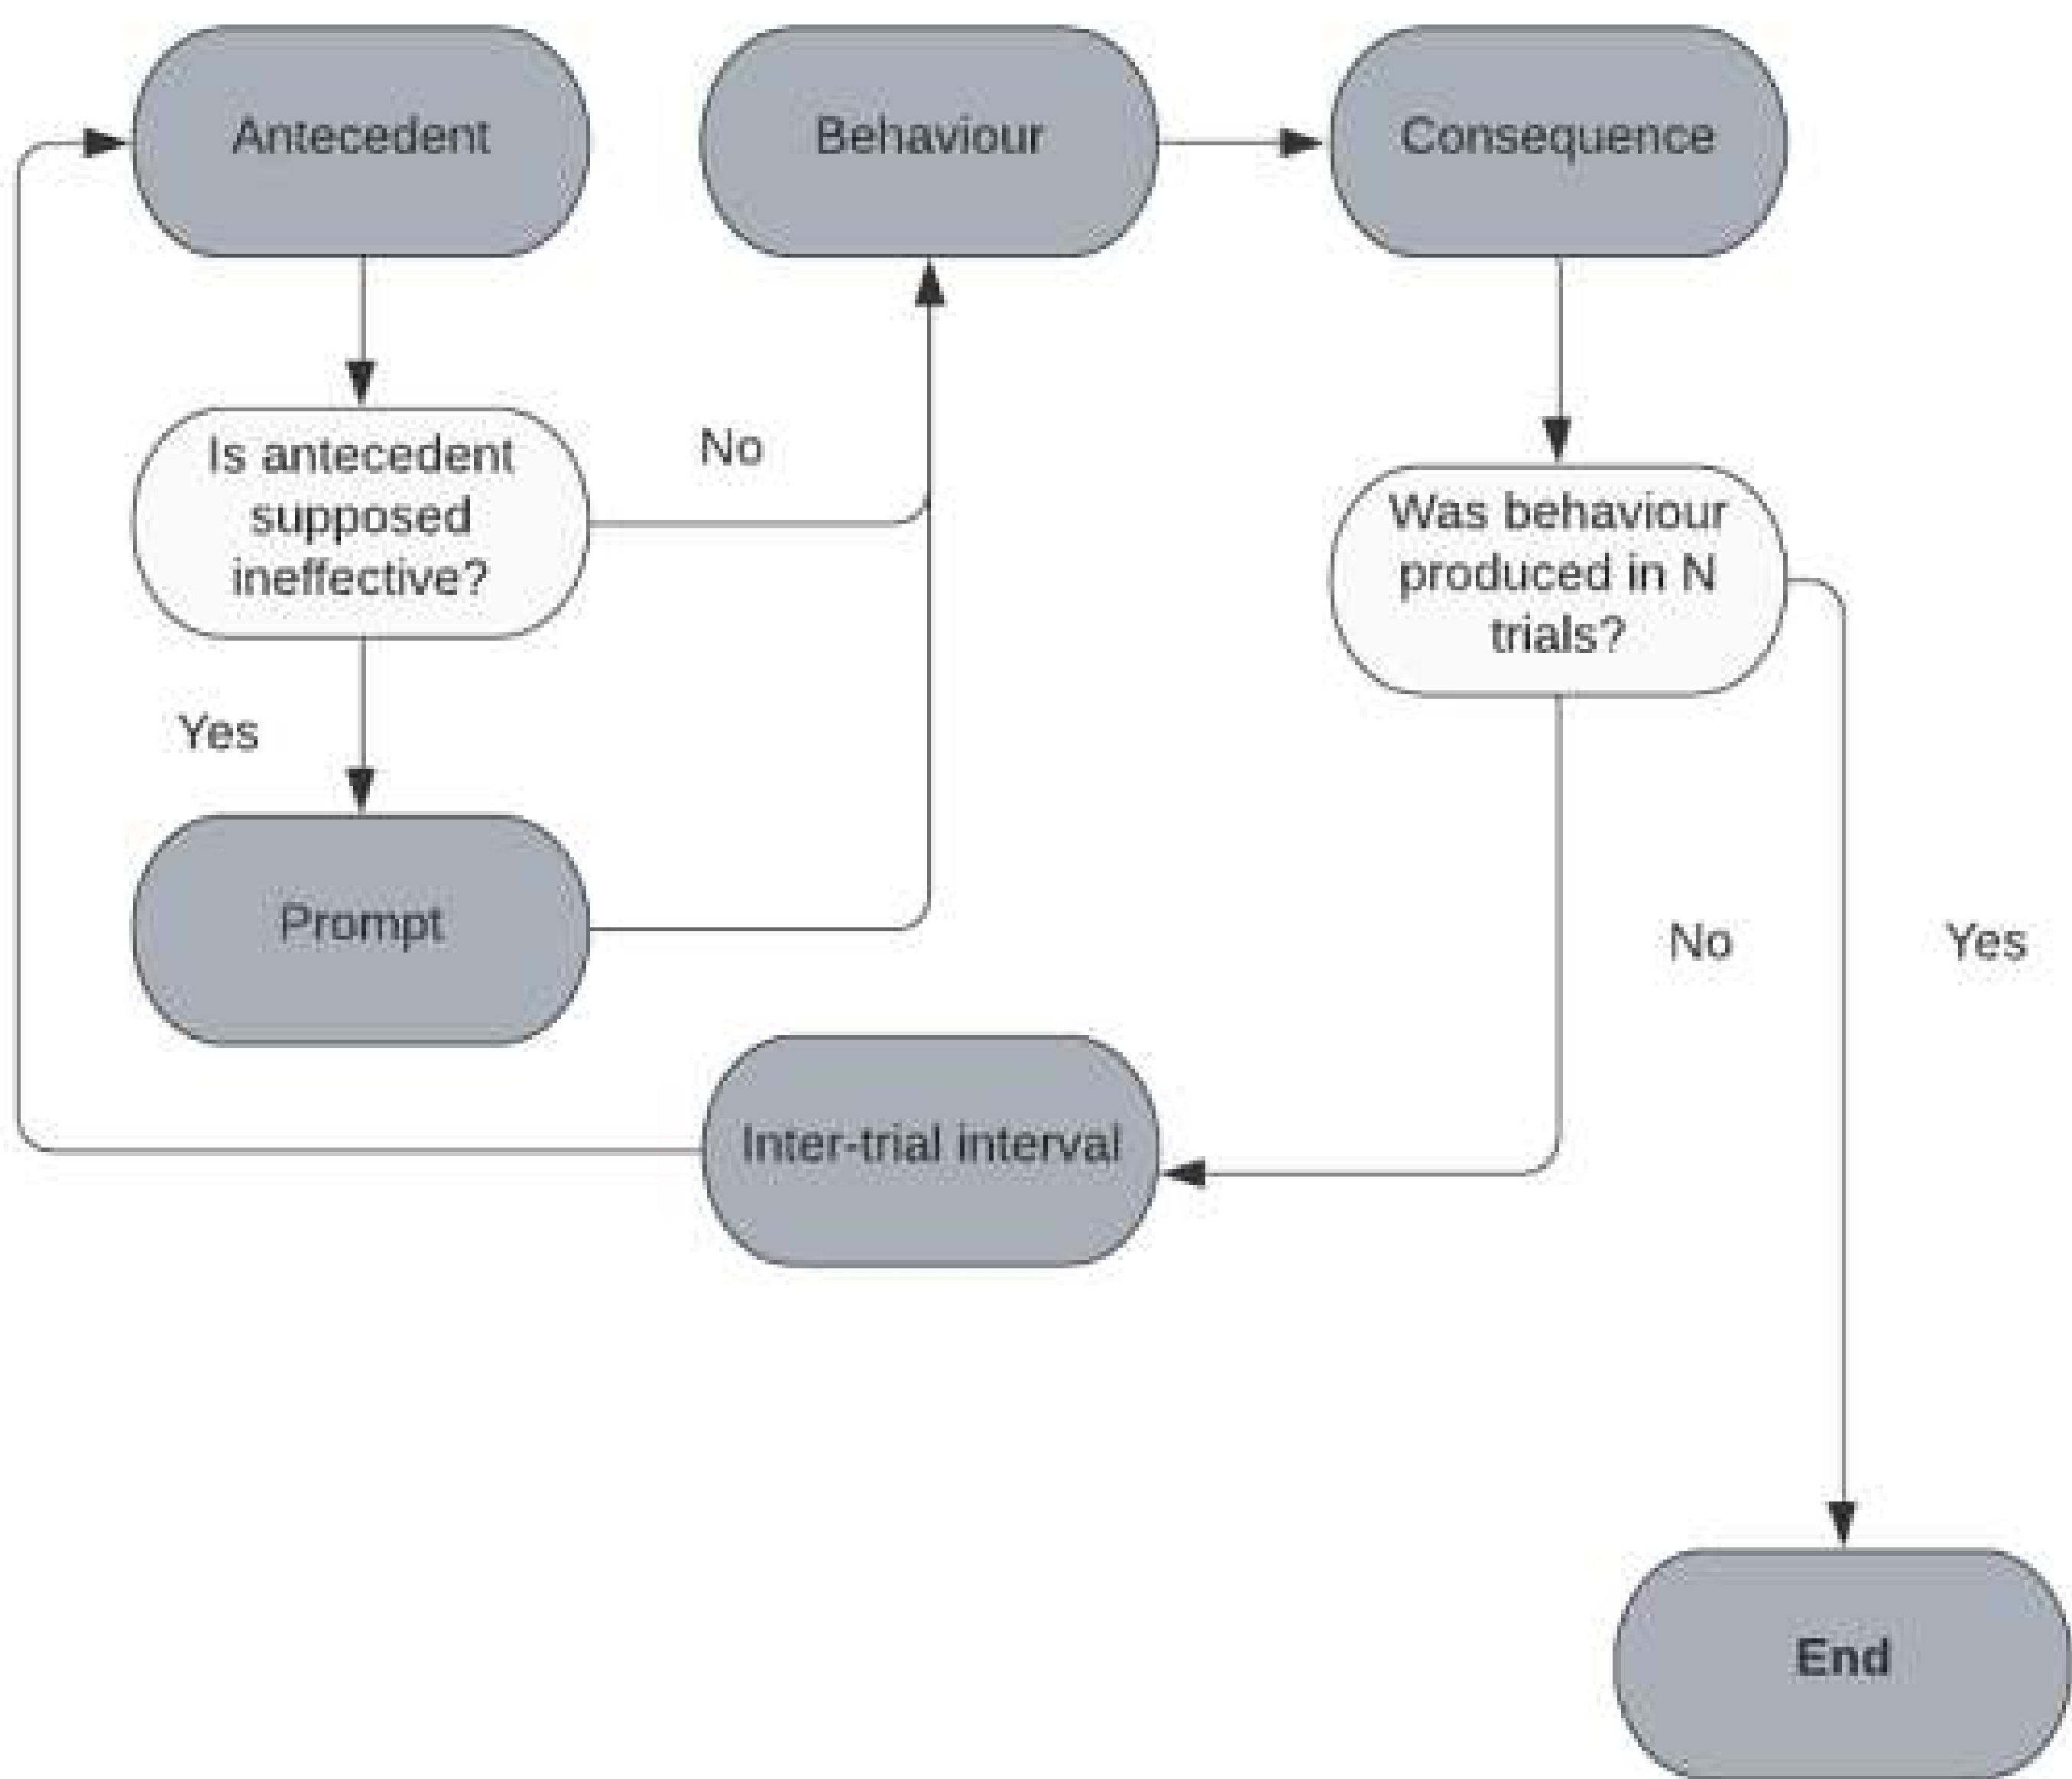 Antecedent
Behaviour
Consequence
Is antecedent
supposed
ineffective?
No
Was behaviour
produced in N
trials?
Yes
Prompt
No
Yes
Inter-trial interval
End